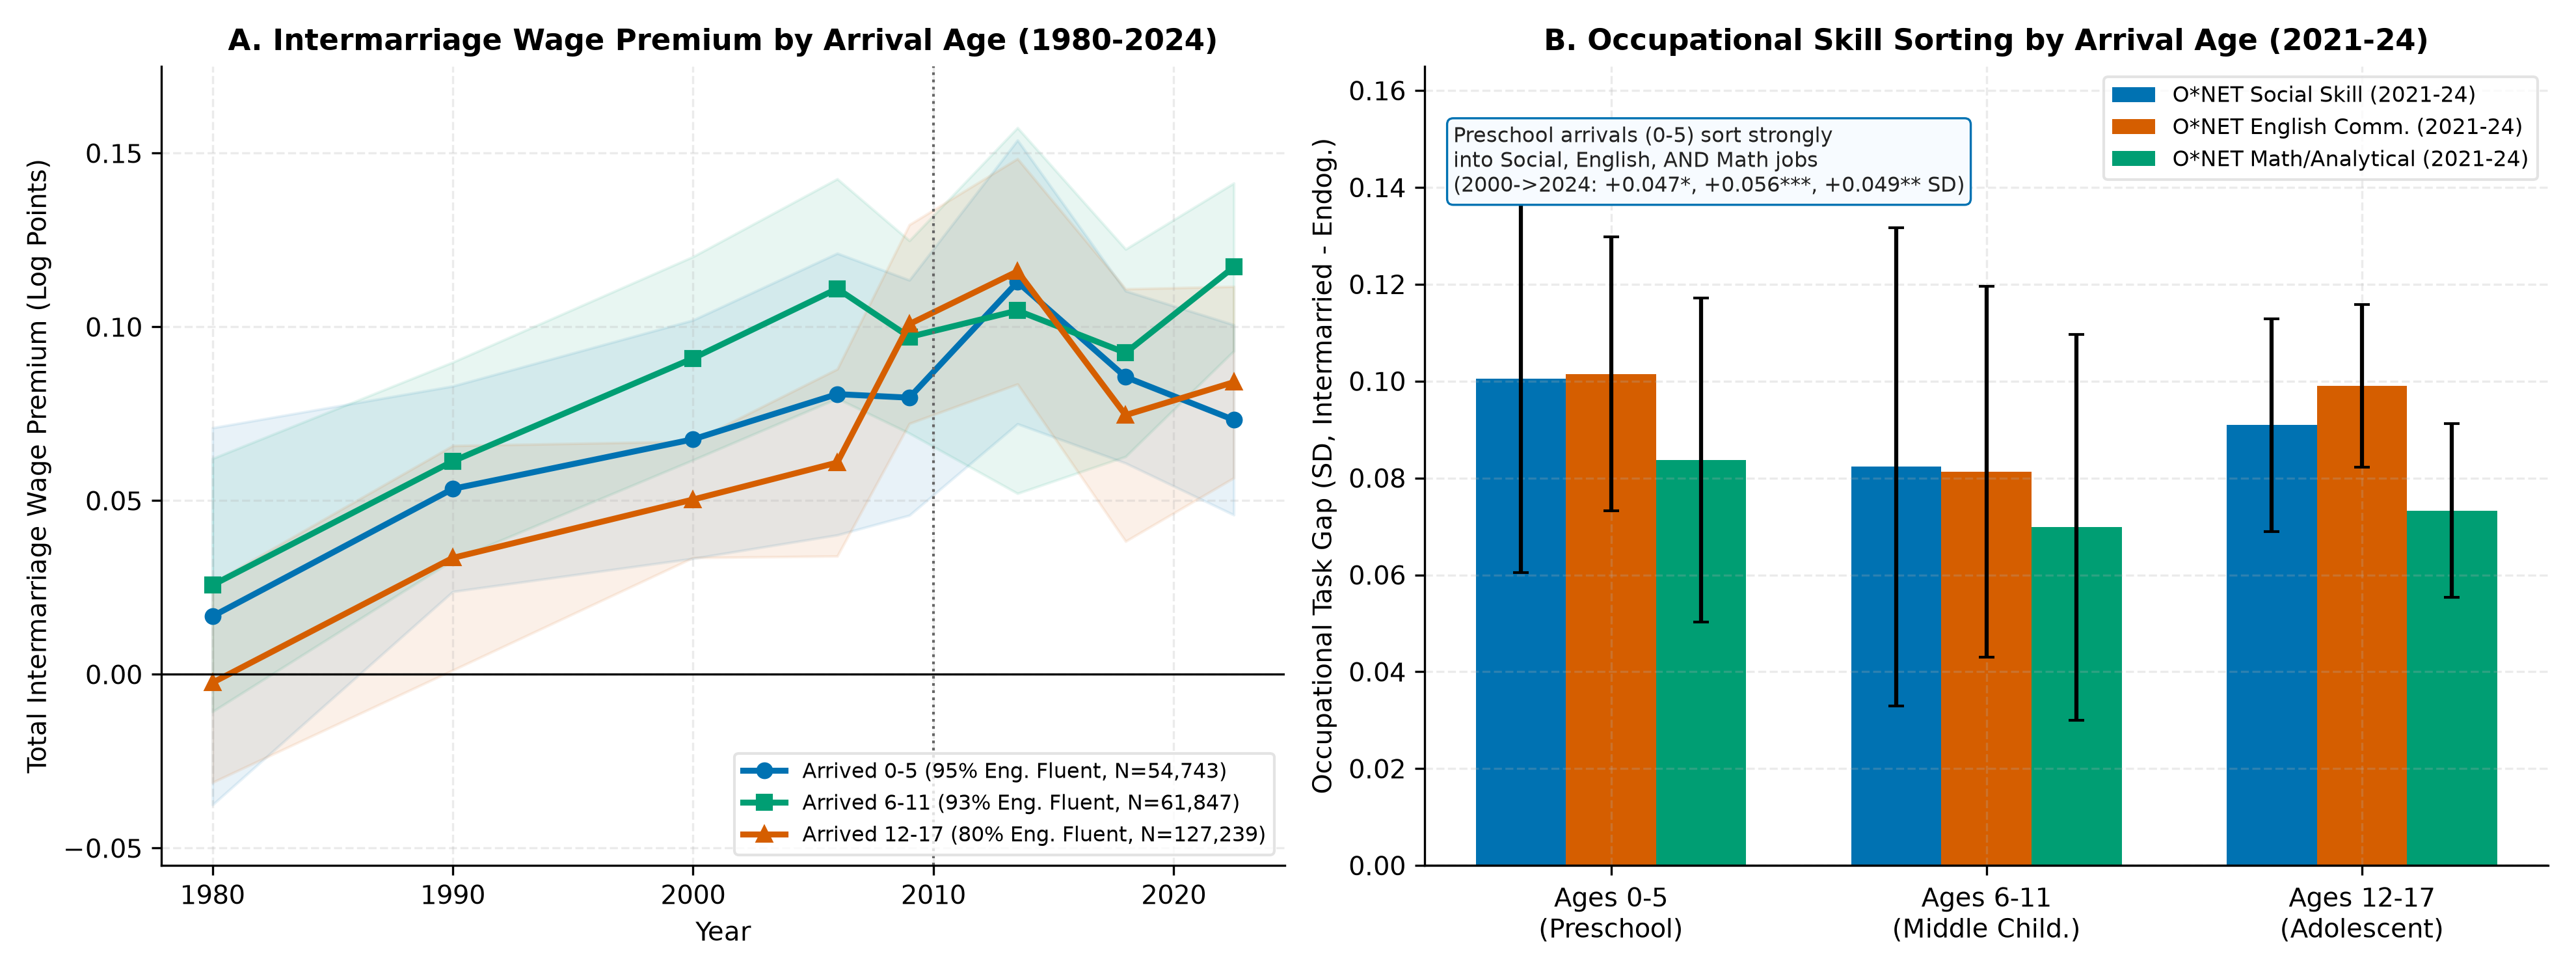 A. Intermarriage Wage Premium by Arrival Age (1980-2024)
Total Intermarriage Wage Premium (Log Points)
0.15
0.10
0.05
0.00
−0.05
1980
1990
2000
2010
2020
Year
Arrived 0-5 (95% Eng. Fluent, N=54,743)
Arrived 6-11 (93% Eng. Fluent, N=61,847)
Arrived 12-17 (80% Eng. Fluent, N=127,239)
B. Occupational Skill Sorting by Arrival Age (2021-24)
Occupational Task Gap (SD, Intermarried - Endog.)
0.16
0.14
0.12
0.10
0.08
0.06
0.04
0.02
0.00
Preschool arrivals (0-5) sort strongly
into Social, English, AND Math jobs
(2000->2024: +0.047*, +0.056***, +0.049** SD)
O*NET Social Skill (2021-24)
O*NET English Comm. (2021-24)
O*NET Math/Analytical (2021-24)
Ages 0-5
(Preschool)
Ages 6-11
(Middle Child.)
Ages 12-17
(Adolescent)